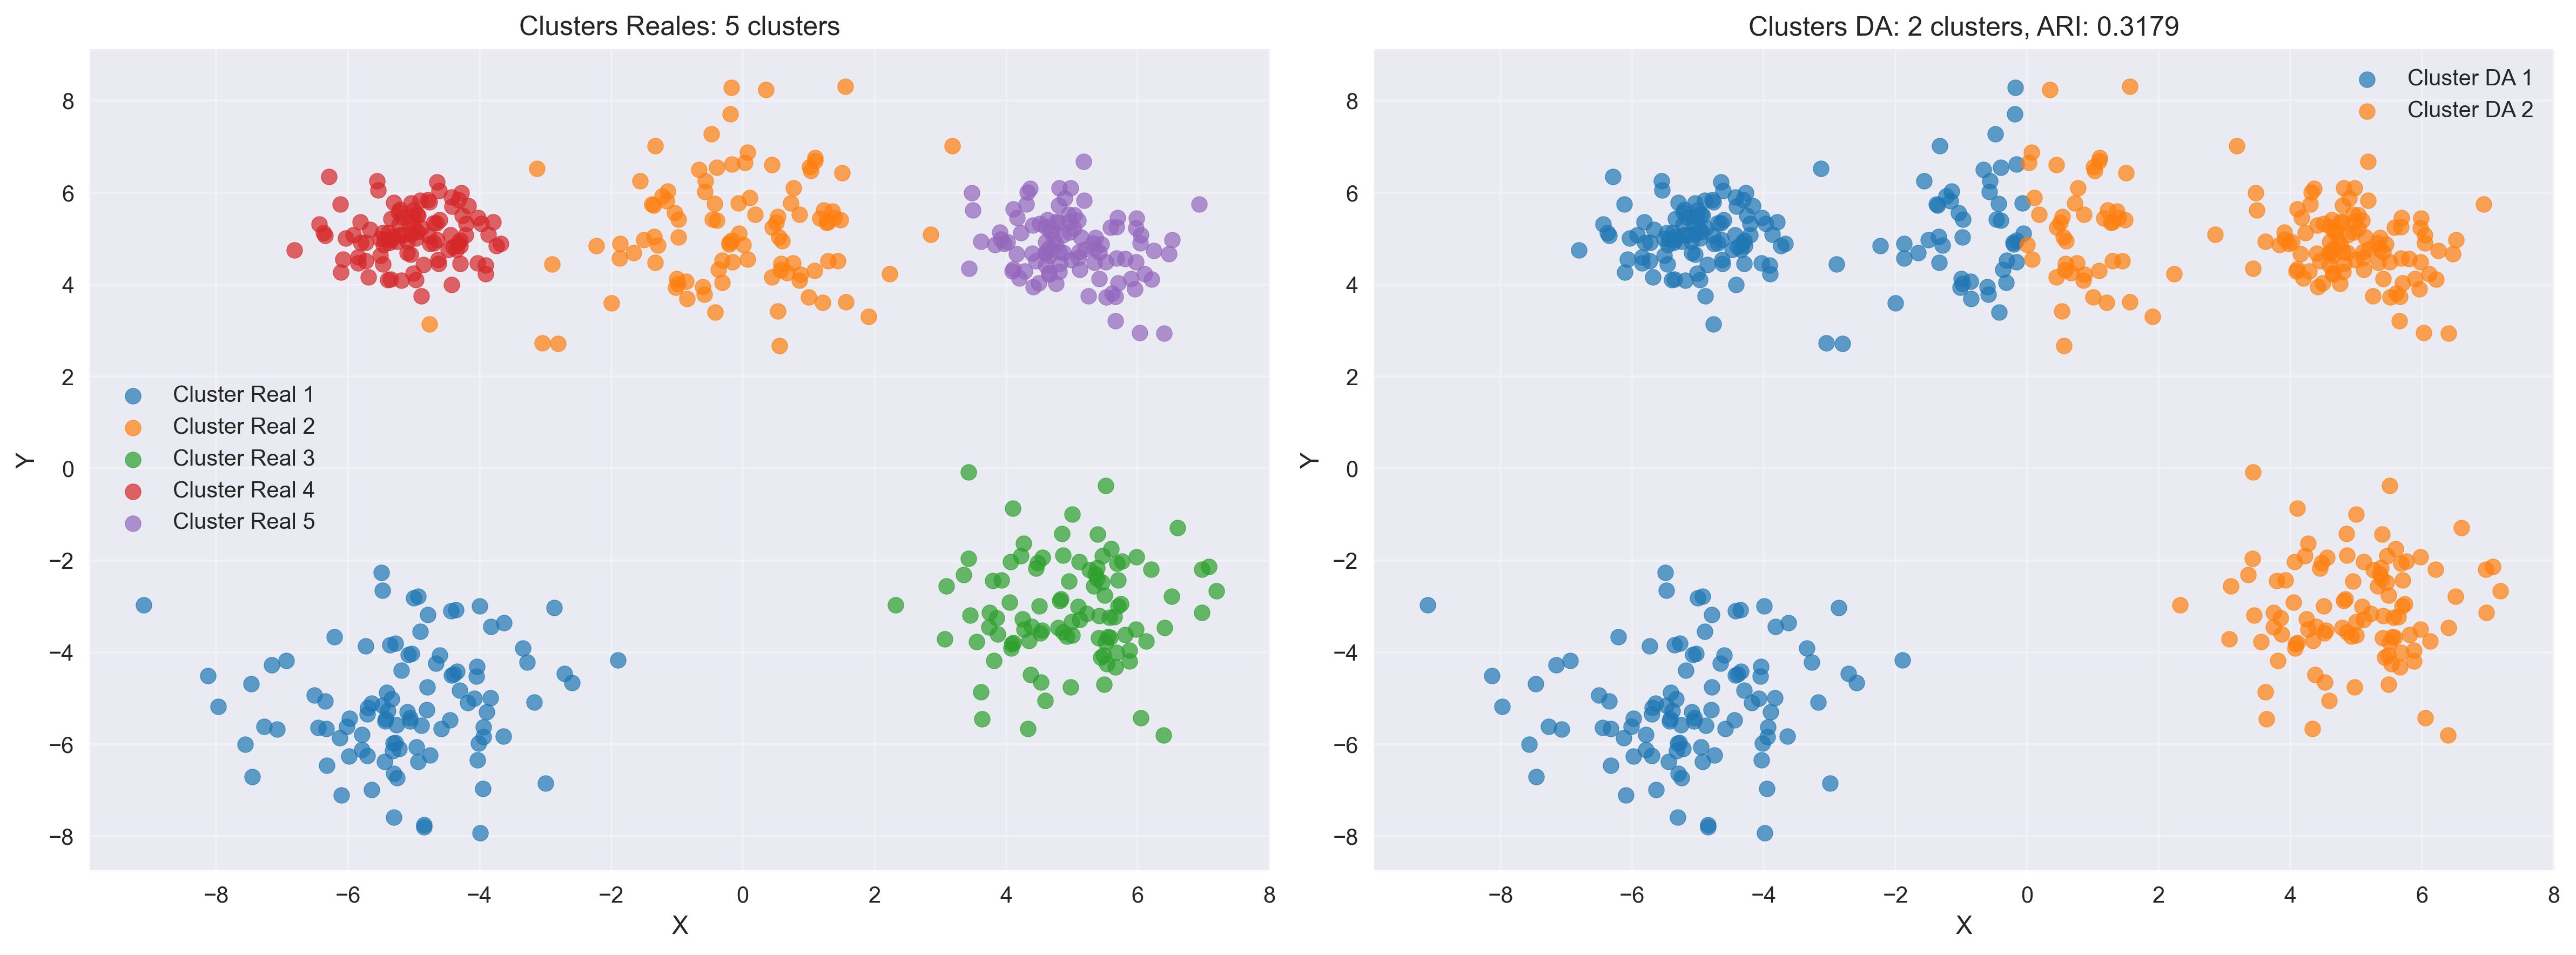 Clusters Reales: 5 clusters
8
6
4
2
0
−2
−4
−6
−8
Y
Cluster Real 1
Cluster Real 2
Cluster Real 3
Cluster Real 4
Cluster Real 5
−8 −6 −4 −2 0 2 4 6 8
X
Clusters DA: 2 clusters, ARI: 0.3179
8
6
4
2
0
−2
−4
−6
−8
Y
Cluster DA 1
Cluster DA 2
−8 −6 −4 −2 0 2 4 6 8
X